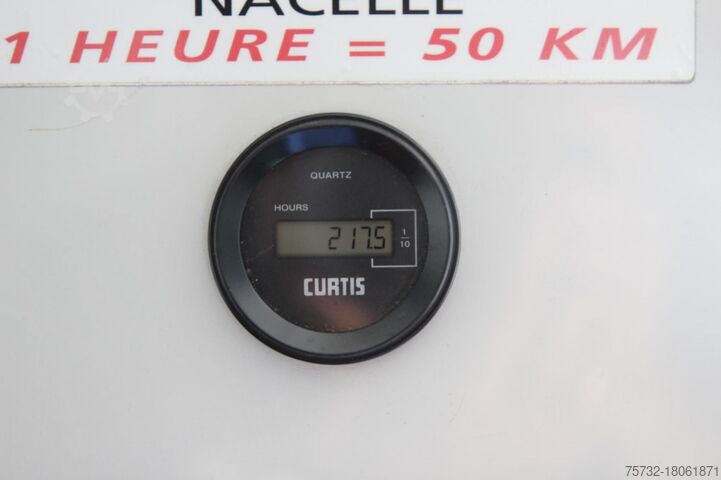 NACELLE
1 HEURE = 50 KM
QUARTZ
HOURS
217.5
1
10
CURTIS
75732-18061871